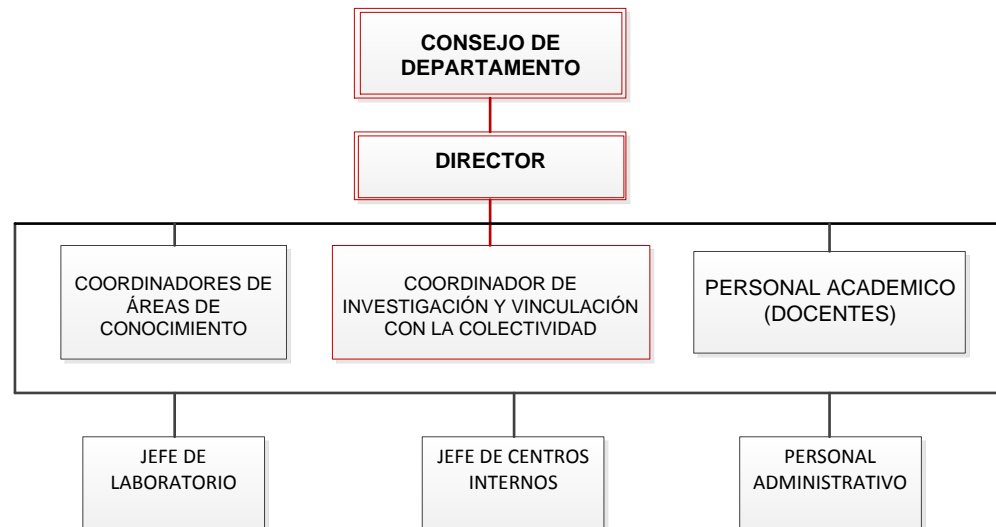 CONSEJO DE
DEPARTAMENTO
DIRECTOR
COORDINADORES DE
ÁREAS DE
CONOCIMIENTO
COORDINADOR DE
INVESTIGACIÓN Y VINCULACIÓN
CON LA COLECTIVIDAD
PERSONAL ACADEMICO
(DOCENTES)
JEFE DE
LABORATORIO
JEFE DE CENTROS
INTERNOS
PERSONAL
ADMINISTRATIVO